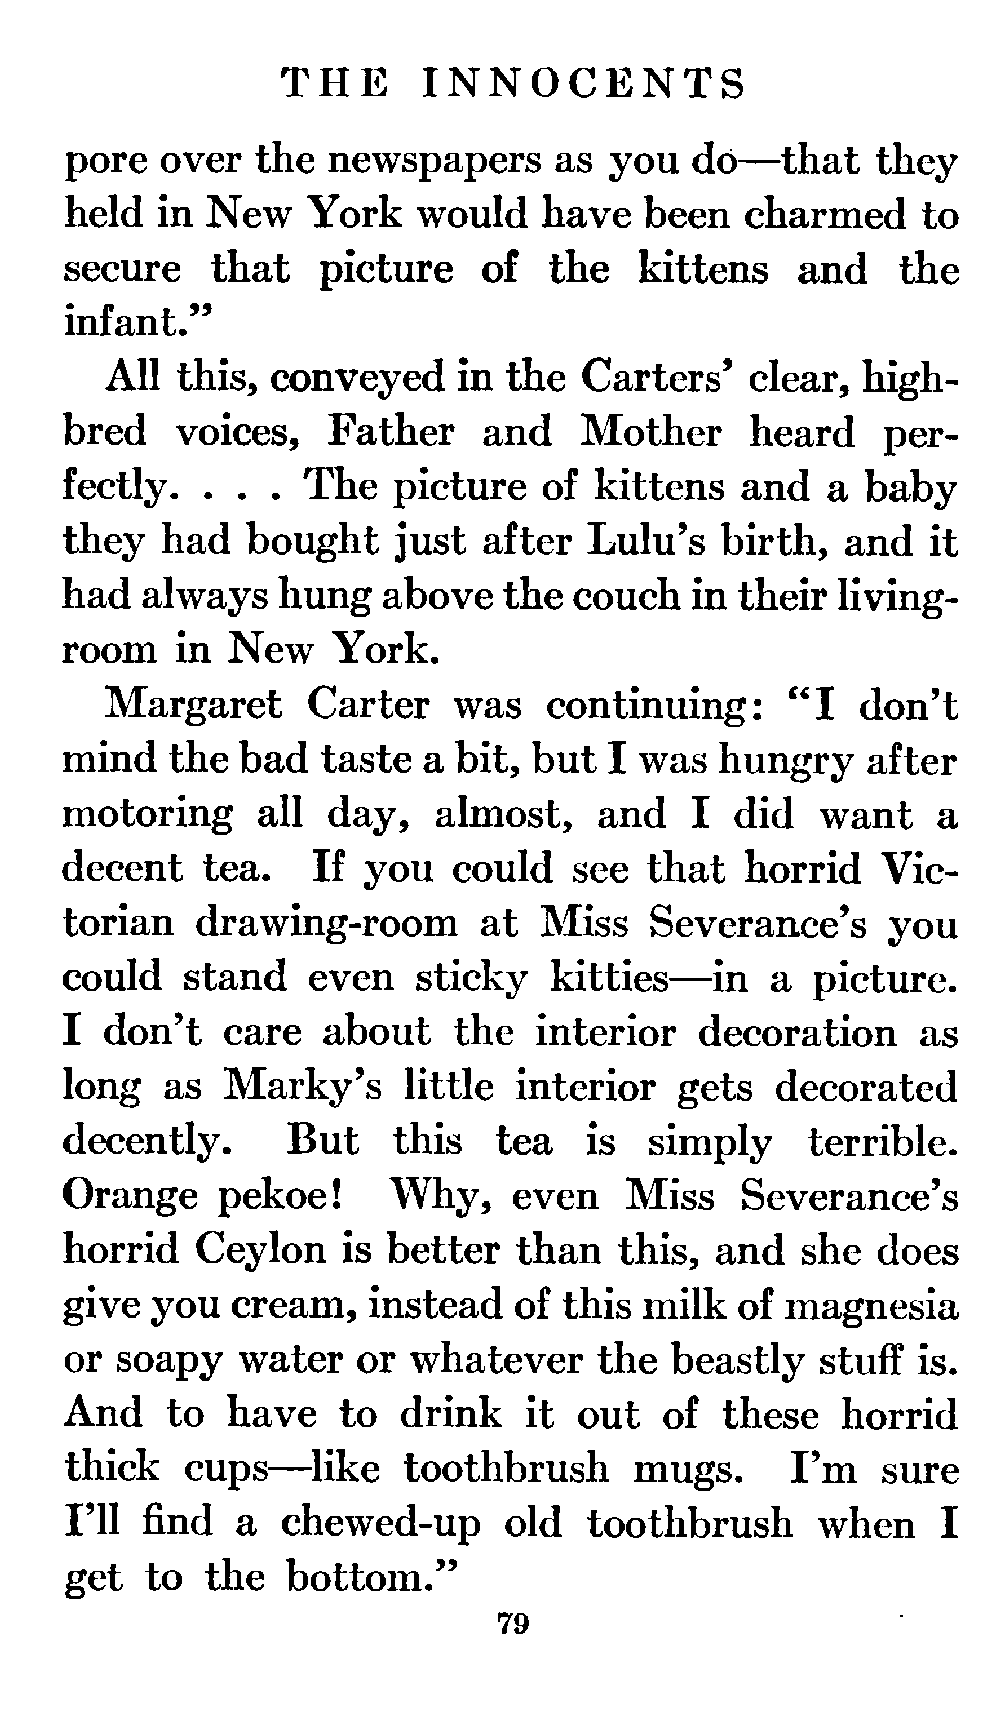 THE INNOCENTS
pore over the newspapers as you do—that they
held in New York would have been charmed to
secure that picture of the kittens and the
infant.”
All this, conveyed in the Carters’ clear, high-
bred voices, Father and Mother heard per-
fectly. . . . The picture of kittens and a baby
they had bought just after Lulu’s birth, and it
had always hung above the couch in their living-
room in New York.
Margaret Carter was continuing: “I don’t
mind the bad taste a bit, but I was hungry after
motoring all day, almost, and I did want a
decent tea. If you could see that horrid Vic-
torian drawing-room at Miss Severance’s you
could stand even sticky kitties—in a picture.
I don’t care about the interior decoration as
long as Marky’s little interior gets decorated
decently. But this tea is simply terrible.
Orange pekoe! Why, even Miss Severance’s
horrid Ceylon is better than this, and she does
give you cream, instead of this milk of magnesia
or soapy water or whatever the beastly stuff is.
And to have to drink it out of these horrid
thick cups—like toothbrush mugs. I’m sure
I’ll find a chewed-up old toothbrush when I
get to the bottom.”
79